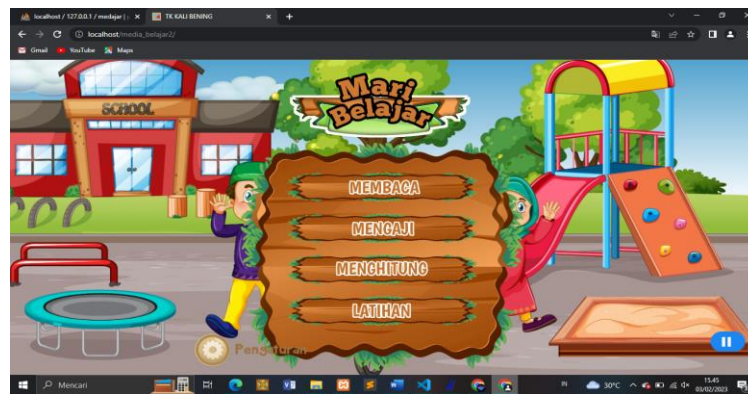 localhost / 127.0.0.1 / medajar |
TK KALI BENING
localhost/media_belajar2/
Gmail
YouTube
Maps
SCHOOL
Mari
Belajar
MEMBACA
MENGAJI
MENGHITUNG
LATIHAN
Pengaturan
Mencari
IN
30°C
15.45
03/02/2023